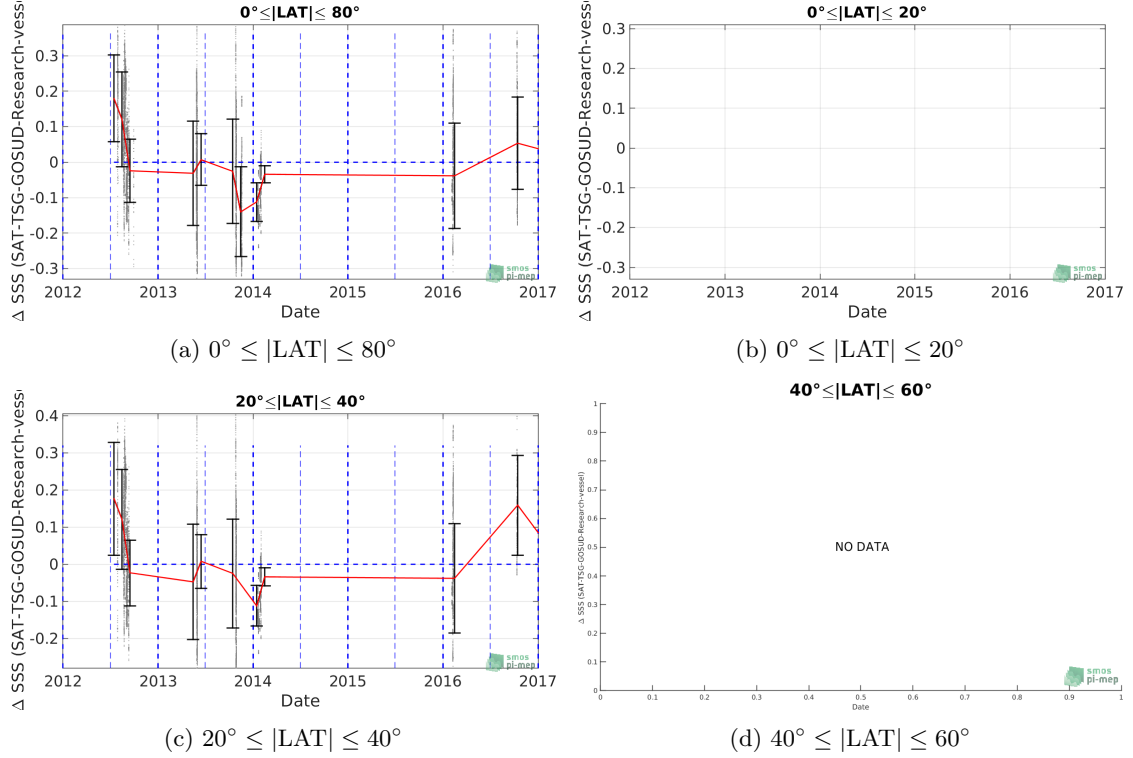 0°≤|LAT|≤ 80°
Δ SSS (SAT-TSG-GOSUD-Research-vessel
0.3
0.2
0.1
0
-0.1
-0.2
-0.3
2012 2013 2014 2015 2016 2017
Date
smos
pi-mep
(a) 0° ≤ |LAT| ≤ 80°
0°≤|LAT|≤ 20°
Δ SSS (SAT-TSG-GOSUD-Research-vessel
0.3
0.2
0.1
0
-0.1
-0.2
-0.3
2012 2013 2014 2015 2016 2017
Date
smos
pi-mep
(b) 0° ≤ |LAT| ≤ 20°
20°≤|LAT|≤ 40°
Δ SSS (SAT-TSG-GOSUD-Research-vessel
0.4
0.3
0.2
0.1
0
-0.1
-0.2
2012 2013 2014 2015 2016 2017
Date
smos
pi-mep
(c) 20° ≤ |LAT| ≤ 40°
40°≤|LAT|≤ 60°
Δ SSS (SAT-TSG-GOSUD-Research-vessel)
1
0.9
0.8
0.7
0.6
0.5
0.4
0.3
0.2
0.1
0
NO DATA
0 0.1 0.2 0.3 0.4 0.5 0.6 0.7 0.8 0.9 1
Date
smos
pi-mep
(d) 40° ≤ |LAT| ≤ 60°